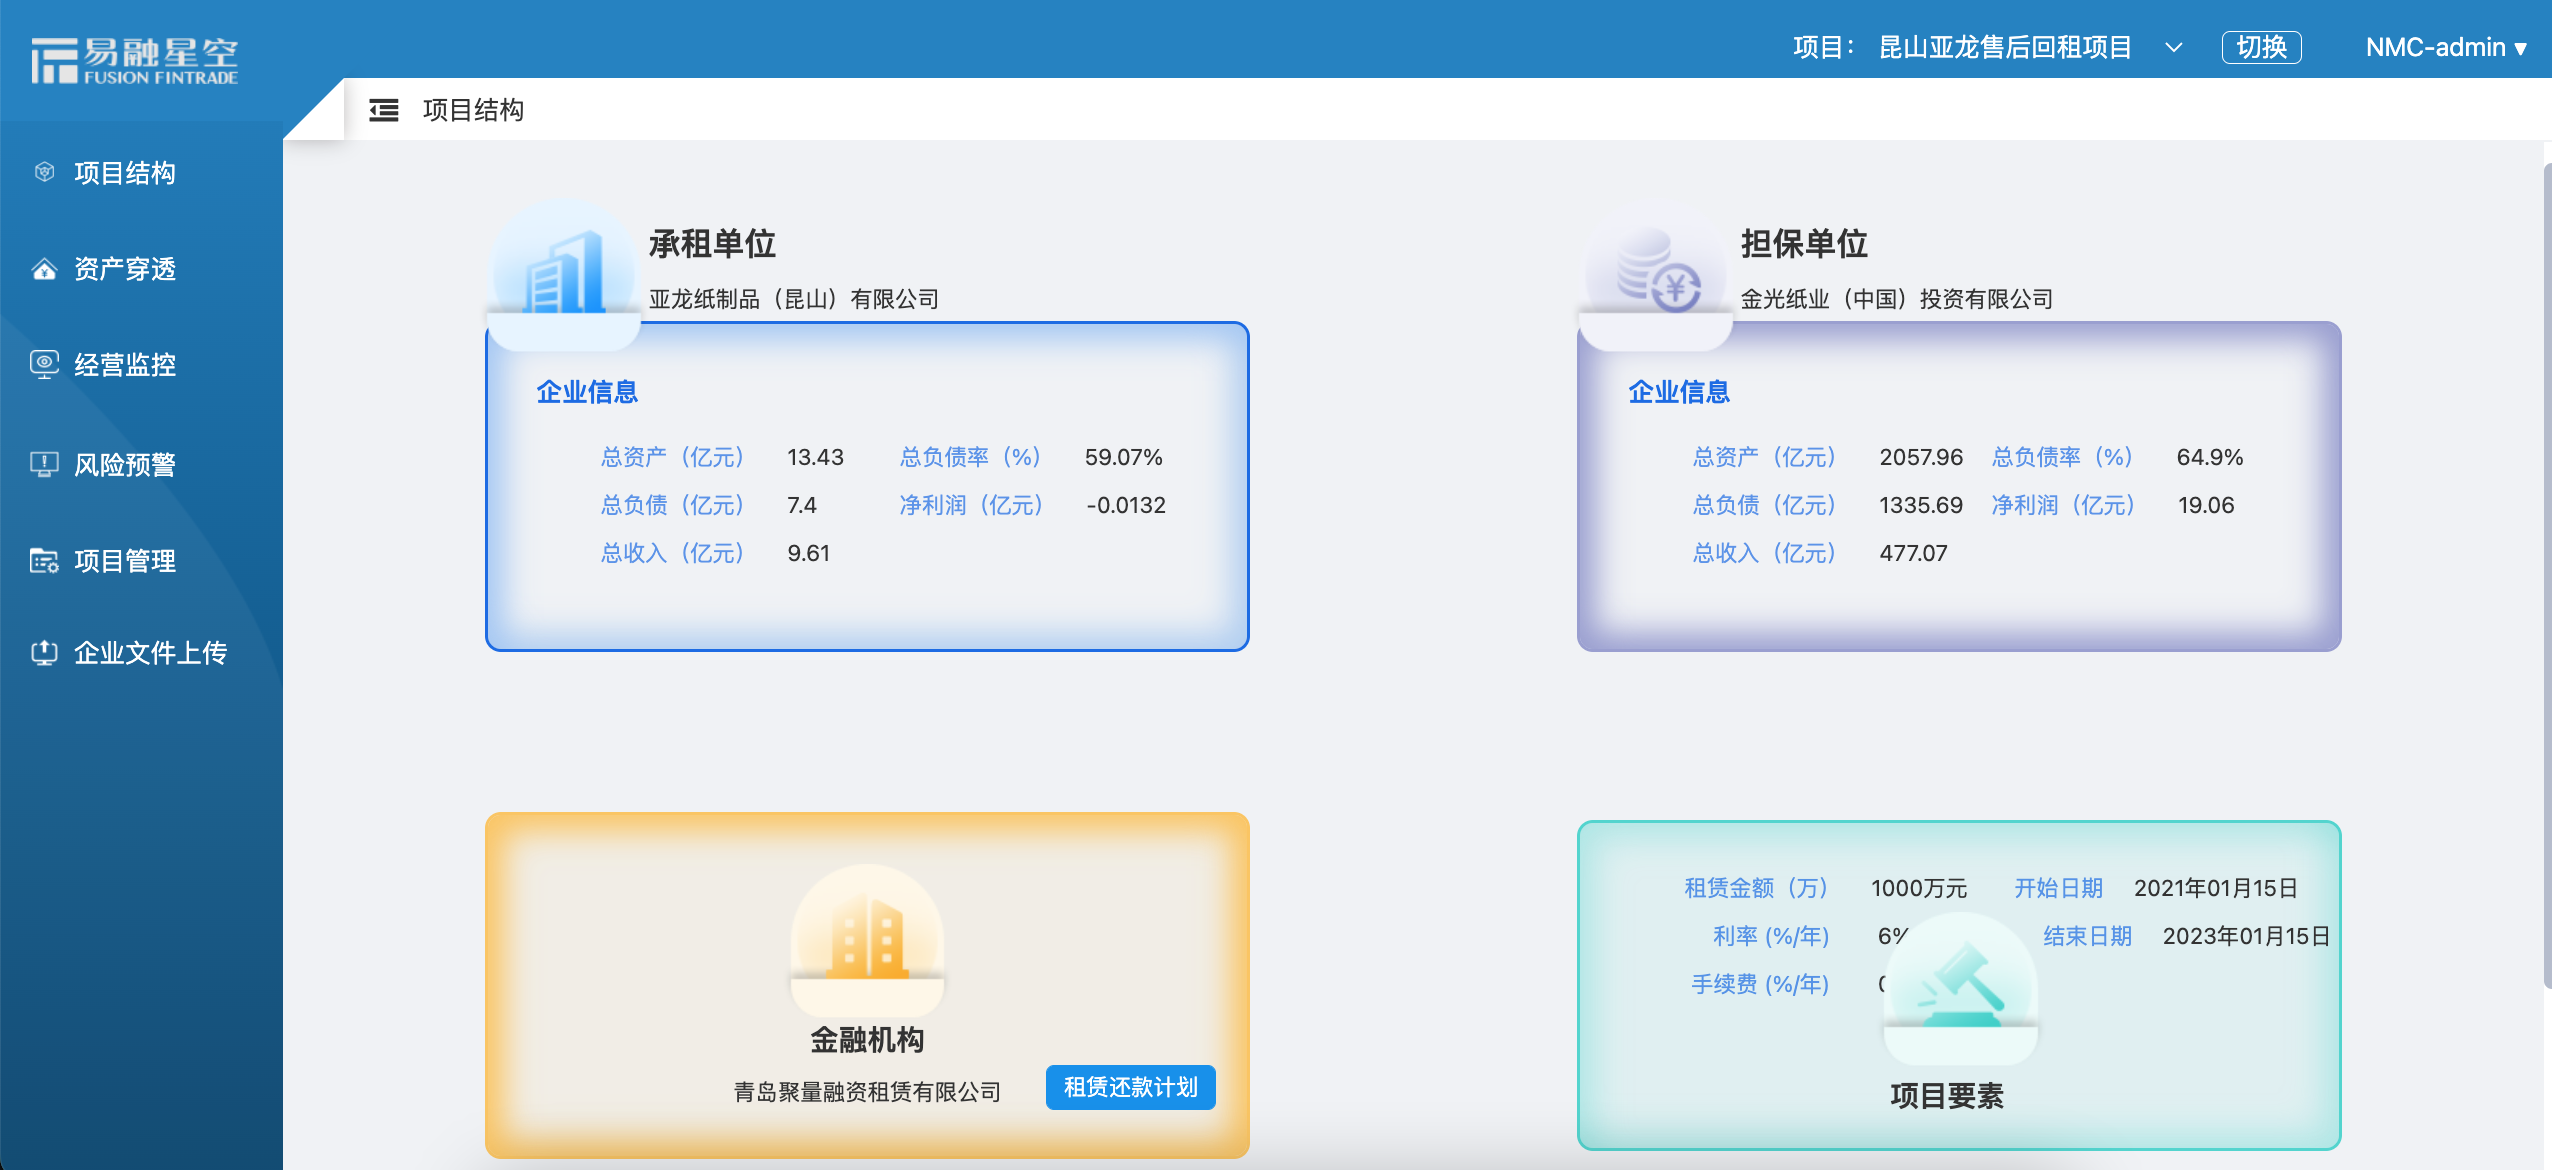 易融星空
FUSION FINTRADE
项目： 昆山亚龙售后回租项目 切换 NMC-admin
项目结构
项目结构
资产穿透
经营监控
风险预警
项目管理
企业文件上传
承租单位
亚龙纸制品（昆山）有限公司
企业信息
总资产（亿元） 13.43 总负债率（%） 59.07%
总负债（亿元） 7.4 净利润（亿元） -0.0132
总收入（亿元） 9.61
担保单位
金光纸业（中国）投资有限公司
企业信息
总资产（亿元） 2057.96 总负债率（%） 64.9%
总负债（亿元） 1335.69 净利润（亿元） 19.06
总收入（亿元） 477.07
金融机构
青岛聚量融资租赁有限公司
租赁还款计划
租赁金额（万） 1000万元 开始日期 2021年01月15日
利率 (%/年) 6% 结束日期 2023年01月15日
手续费 (%/年)
项目要素